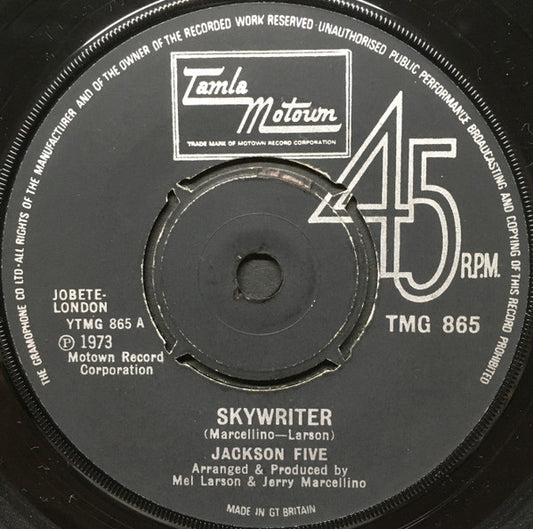 THE GRAMOPHONE CO LTD·ALL RIGHTS OF THE MANUFACTURER AND OF THE OWNER OF THE RECORDED WORK RESERVED·UNAUTHORISED PUBLIC PERFORMANCE BROADCASTING AND COPYING OF THIS RECORD PROHIBITED
Tamla
Motown
TRADE MARK OF MOTOWN RECORD CORPORATION
45
R.P.M.
JOBETE-
LONDON
YTMG 865 A
℗ 1973
Motown Record
Corporation
TMG 865
SKYWRITER
(Marcellino—Larson)
JACKSON FIVE
Arranged & Produced by
Mel Larson & Jerry Marcellino
MADE IN GT BRITAIN